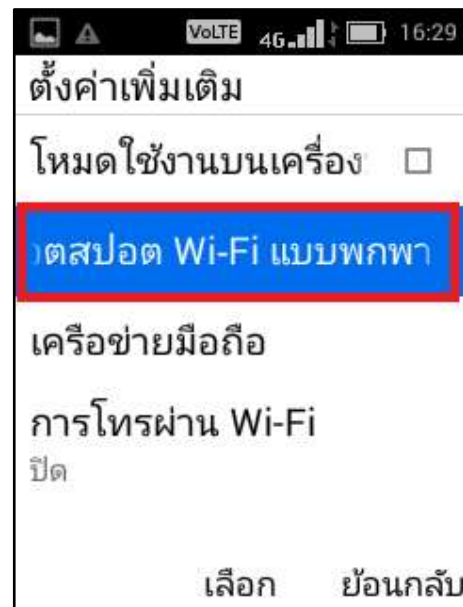 VoLTE 4G 16:29
ตั้งค่าเพิ่มเติม
โหมดใช้งานบนเครื่อง
ตสปอต Wi-Fi แบบพกพา
เครือข่ายมือถือ
การโทรผ่าน Wi-Fi
ปิด
เลือก ย้อนกลับ